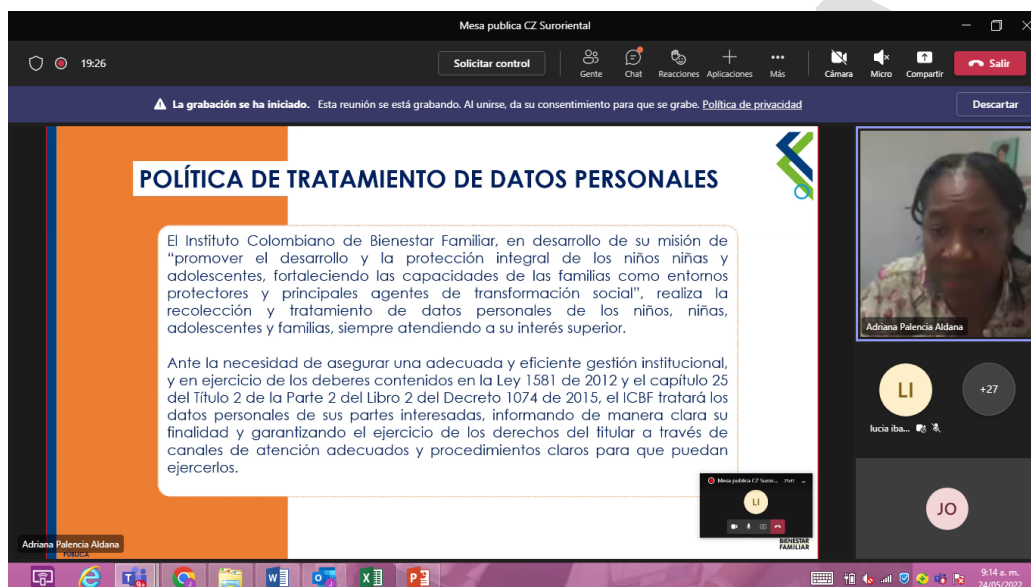 Mesa publica CZ Suroriental
19:26
Solicitar control
Gente
Chat
Reacciones
Aplicaciones
Más
Cámara
Micro
Compartir
Salir
La grabación se ha iniciado. Esta reunión se está grabando. Al unirse, da su consentimiento para que se grabe. Política de privacidad
Descartar
POLÍTICA DE TRATAMIENTO DE DATOS PERSONALES
El Instituto Colombiano de Bienestar Familiar, en desarrollo de su misión de
“promover el desarrollo y la protección integral de los niños niñas y
adolescentes, fortaleciendo las capacidades de las familias como entornos
protectores y principales agentes de transformación social”, realiza la
recolección y tratamiento de datos personales de los niños, niñas,
adolescentes y familias, siempre atendiendo a su interés superior.
Ante la necesidad de asegurar una adecuada y eficiente gestión institucional,
y en ejercicio de los deberes contenidos en la Ley 1581 de 2012 y el capítulo 25
del Título 2 de la Parte 2 del Libro 2 del Decreto 1074 de 2015, el ICBF tratará los
datos personales de sus partes interesadas, informando de manera clara su
finalidad y garantizando el ejercicio de los derechos del titular a través de
canales de atención adecuados y procedimientos claros para que puedan
ejercerlos.
Adriana Palencia Aldana
LI
+27
lucia iba...
JO
Mesa publica CZ Suror...
LI
BIENESTAR
FAMILIAR
Adriana Palencia Aldana
PÚBLICA
9:14 a. m.
24/05/2022